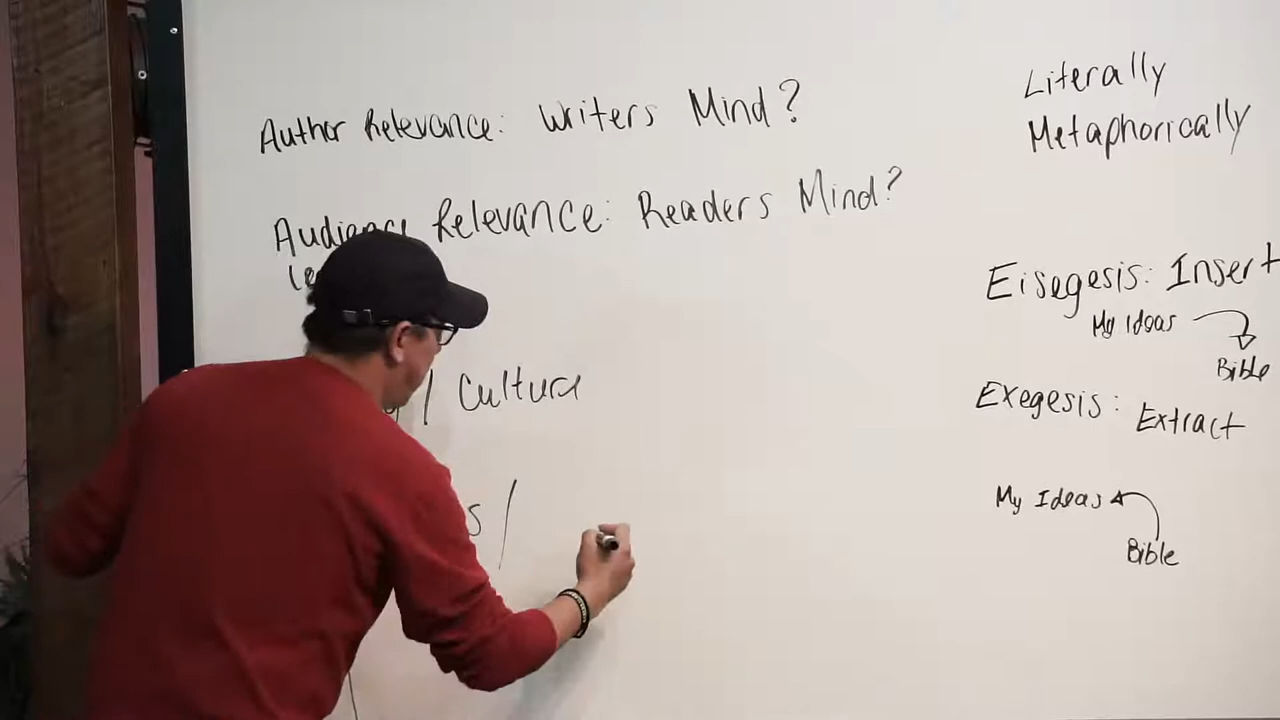 Author Relevance: Writers Mind?
Audience Relevance: Readers Mind?
/ Cultura
s /
Literally
Metaphorically
Eisegesis: Insert
My Ideas
Bible
Exegesis: Extract
My Ideas
Bible